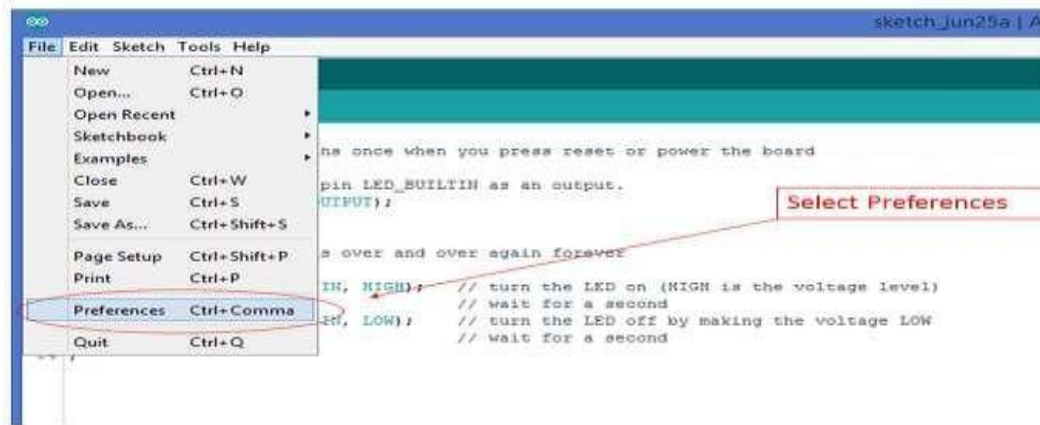 sketch_jun25a | A
File Edit Sketch Tools Help
New Ctrl+N
Open... Ctrl+O
Open Recent
Sketchbook
Examples
Close Ctrl+W
Save Ctrl+S
Save As... Ctrl+Shift+S
Page Setup Ctrl+Shift+P
Print Ctrl+P
Preferences Ctrl+Comma
Quit Ctrl+Q
ns once when you press reset or power the board
pin LED_BUILTIN as an output.
UTPUT);
s over and over again forever
IN, HIGH); // turn the LED on (HIGH is the voltage level)
// wait for a second
IN, LOW); // turn the LED off by making the voltage LOW
// wait for a second
Select Preferences